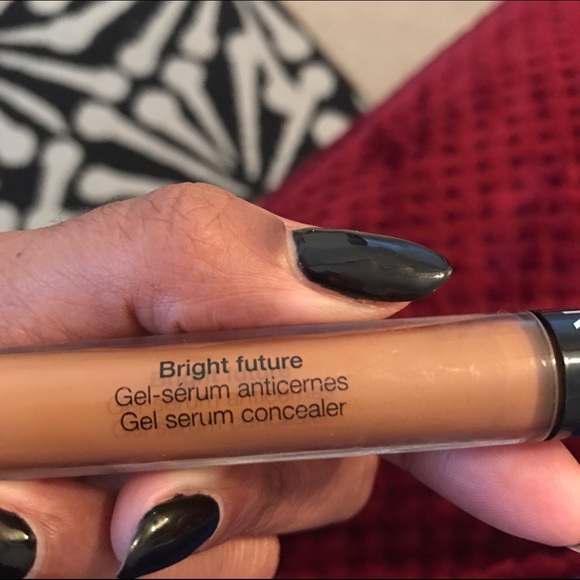 Bright future
Gel-sérum anticernes
Gel serum concealer